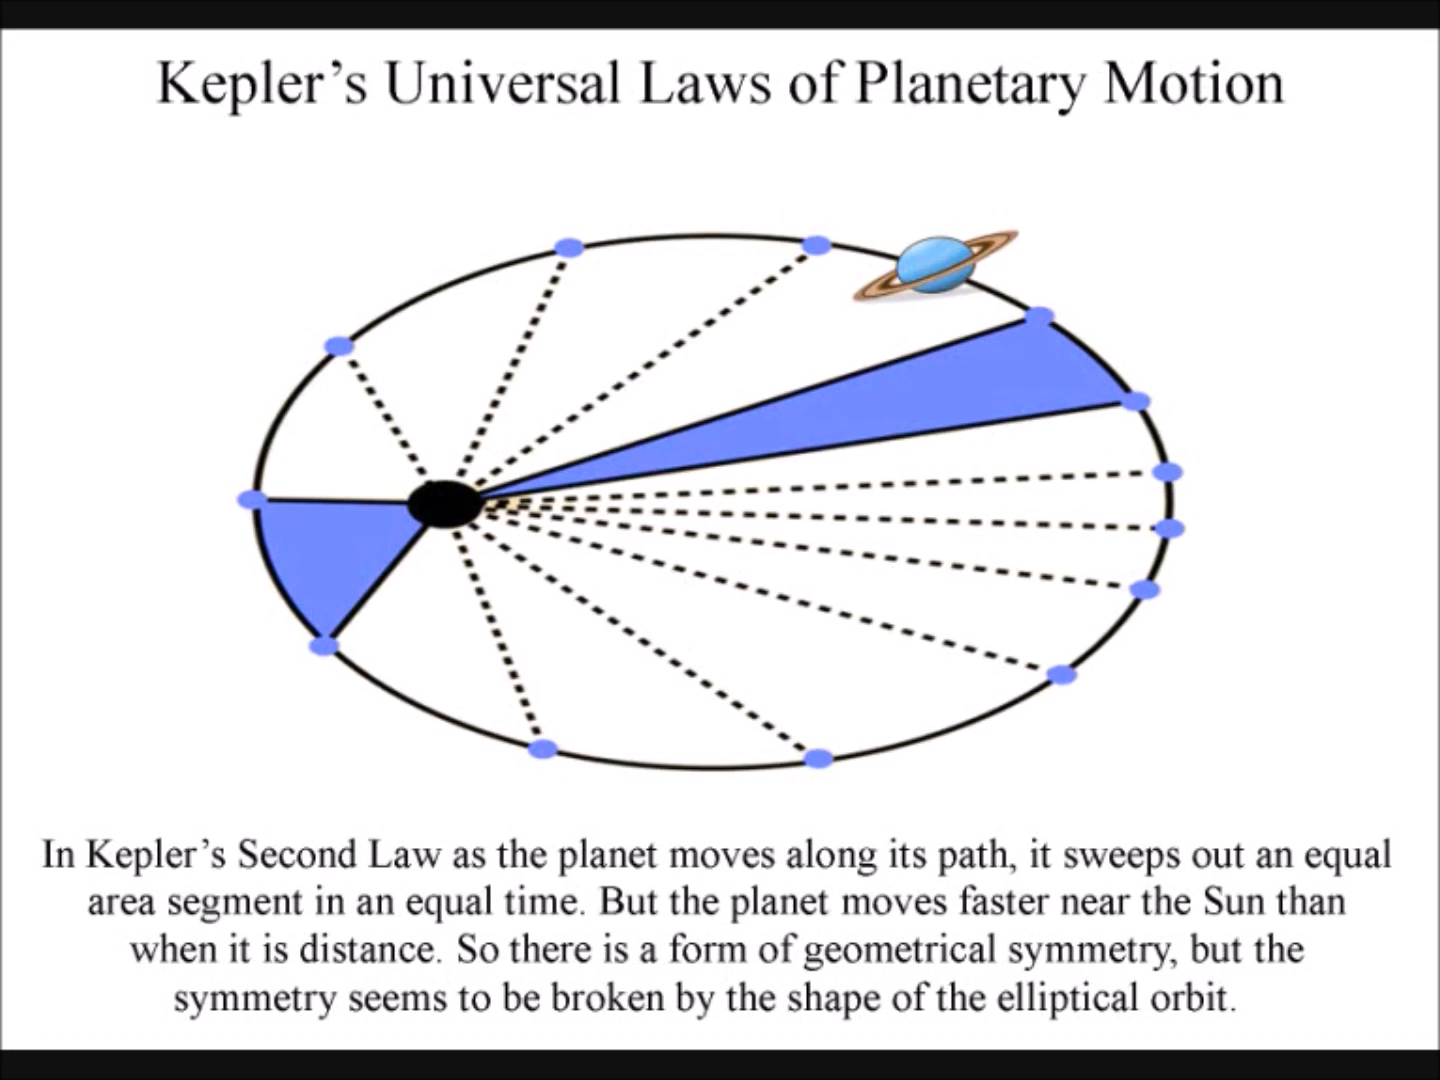 Kepler’s Universal Laws of Planetary Motion
In Kepler’s Second Law as the planet moves along its path, it sweeps out an equal
area segment in an equal time. But the planet moves faster near the Sun than
when it is distance. So there is a form of geometrical symmetry, but the
symmetry seems to be broken by the shape of the elliptical orbit.